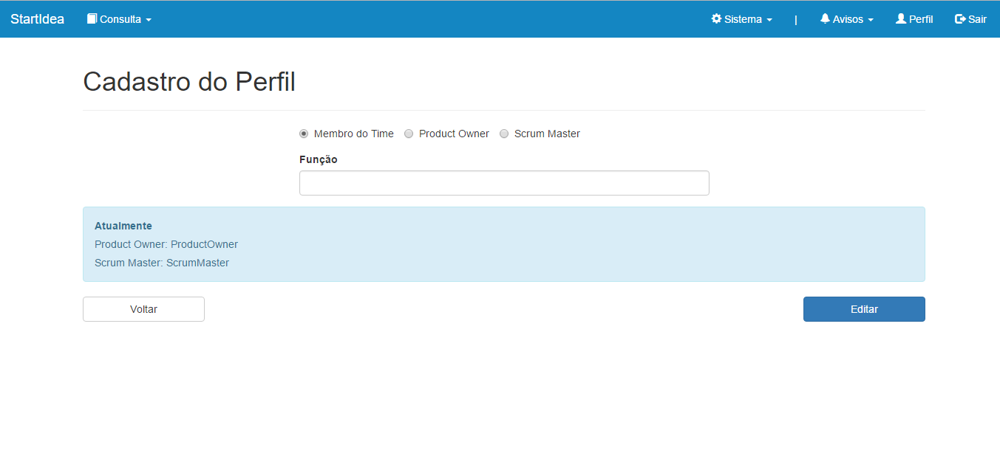 StartIdea Consulta Sistema | Avisos Perfil Sair
Cadastro do Perfil
Membro do Time Product Owner Scrum Master
Função
Atualmente
Product Owner: ProductOwner
Scrum Master: ScrumMaster
Voltar Editar